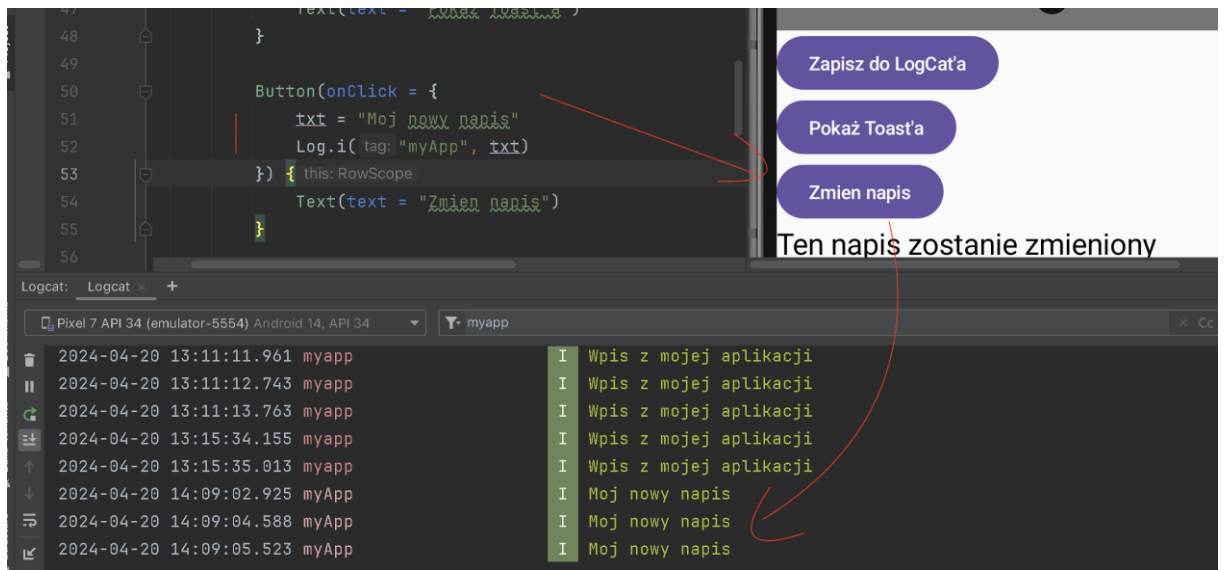 47 Text(text = "Pokaż Toast'a")
48 }
49
50 Button(onClick = {
51 txt = "Moj nowy napis"
52 Log.i( tag: "myApp", txt)
53 }) { this: RowScope
54 Text(text = "Zmien napis")
55 }
56
Zapisz do LogCat'a
Pokaż Toast'a
Zmien napis
Ten napis zostanie zmieniony
Logcat: Logcat × +
Pixel 7 API 34 (emulator-5554) Android 14, API 34 myapp × Cc
2024-04-20 13:11:11.961 myapp I Wpis z mojej aplikacji
2024-04-20 13:11:12.743 myapp I Wpis z mojej aplikacji
2024-04-20 13:11:13.763 myapp I Wpis z mojej aplikacji
2024-04-20 13:15:34.155 myapp I Wpis z mojej aplikacji
2024-04-20 13:15:35.013 myapp I Wpis z mojej aplikacji
2024-04-20 14:09:02.925 myApp I Moj nowy napis
2024-04-20 14:09:04.588 myApp I Moj nowy napis
2024-04-20 14:09:05.523 myApp I Moj nowy napis